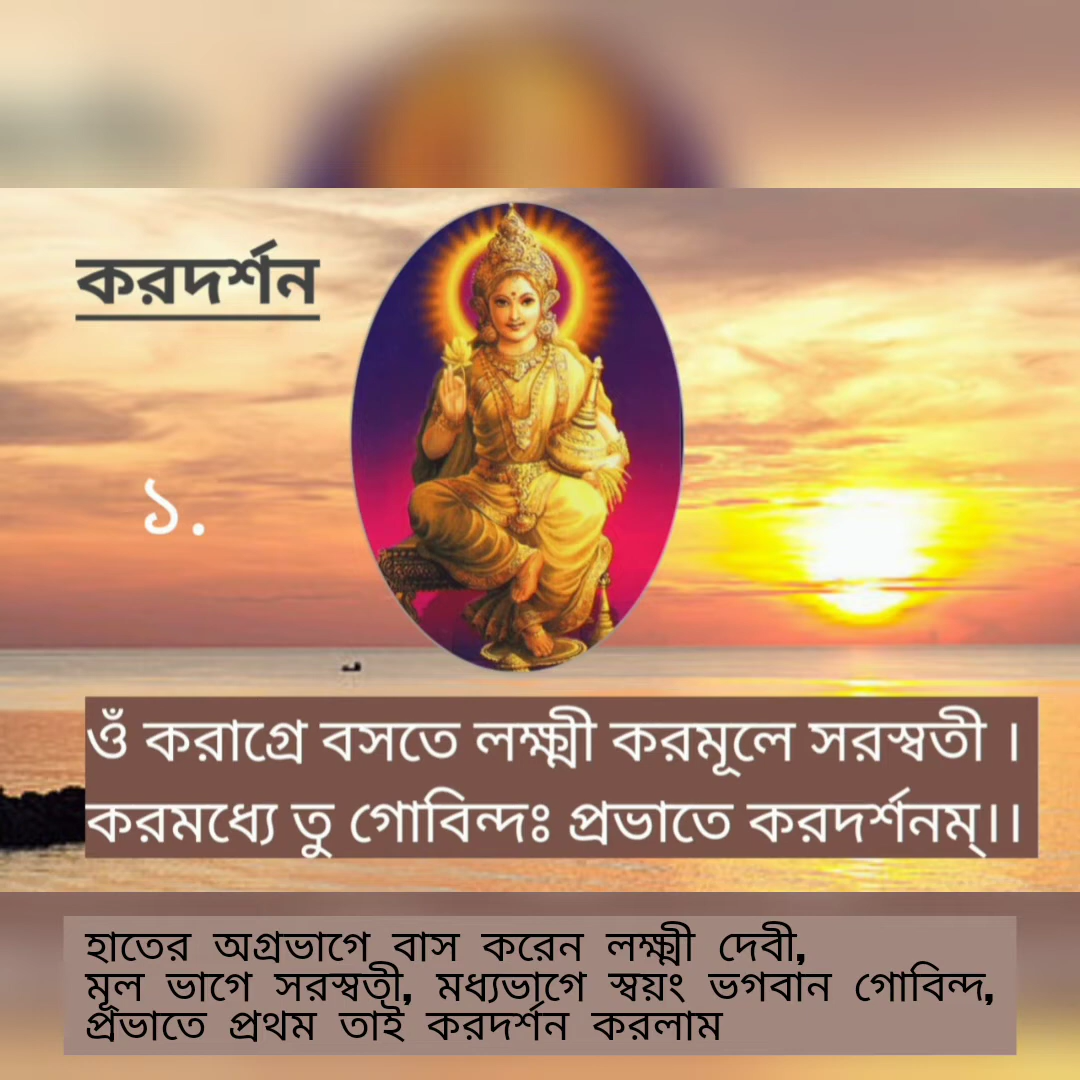 করদর্শন
১.
ওঁ করাগ্রে বসতে লক্ষ্মী করমূলে সরস্বতী ।
করমধ্যে তু গোবিন্দঃ প্রভাতে করদর্শনম্।।
হাতের অগ্রভাগে বাস করেন লক্ষ্মী দেবী,
মূল ভাগে সরস্বতী, মধ্যভাগে স্বয়ং ভগবান গোবিন্দ,
প্রভাতে প্রথম তাই করদর্শন করলাম